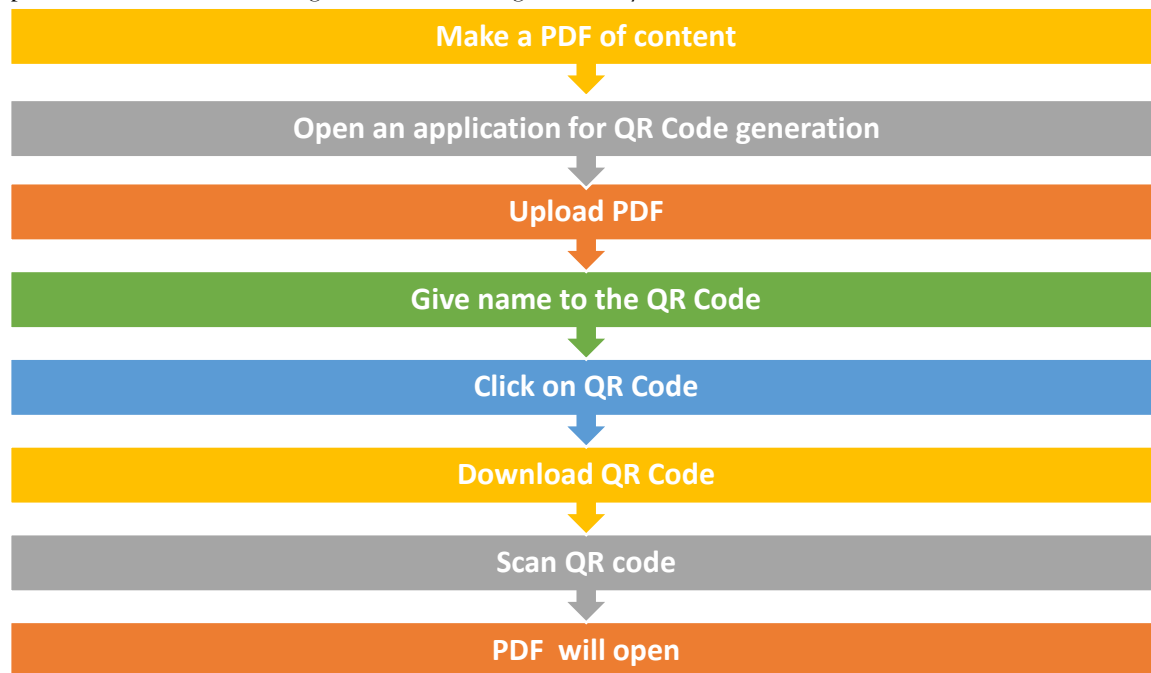 Make a PDF of content
Open an application for QR Code generation
Upload PDF
Give name to the QR Code
Click on QR Code
Download QR Code
Scan QR code
PDF will open